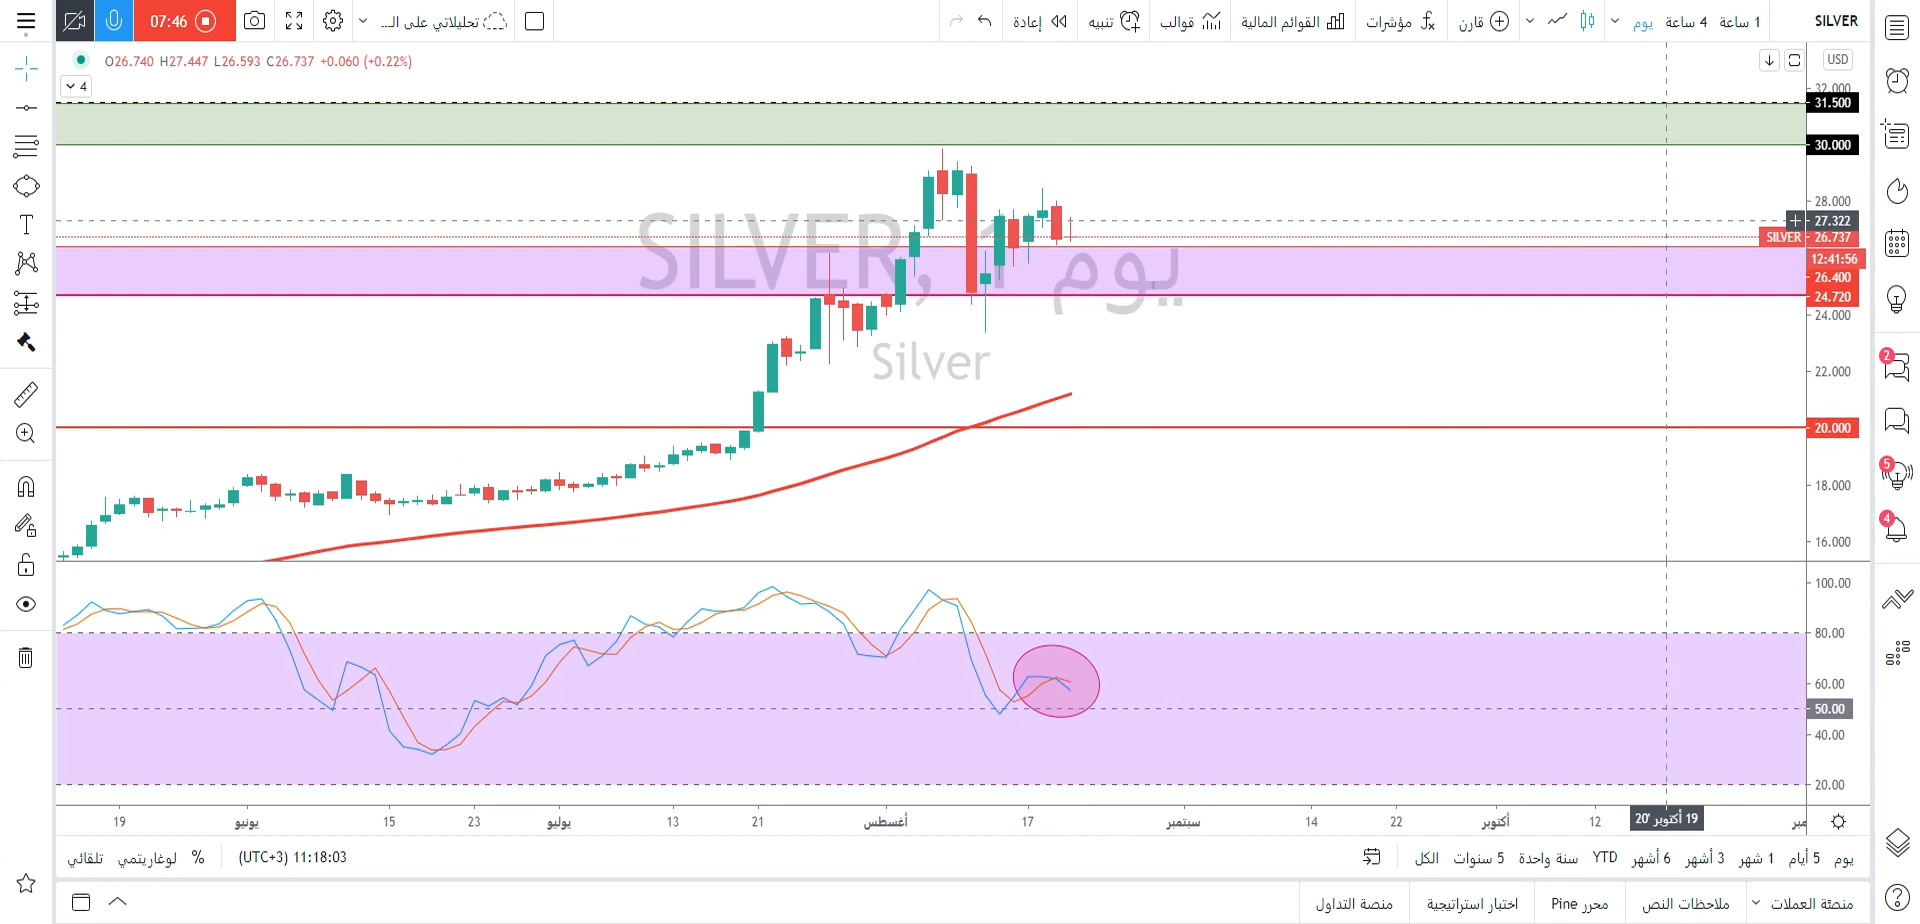 07:46
تحليلاتي على الـ...
إعادة
تنبيه
قوالب
القوائم المالية
مؤشرات
قارن
يوم
4 ساعة
1 ساعة
SILVER
O26.740 H27.447 L26.593 C26.737 +0.060 (+0.22%)
4
USD
32.000
31.500
30.000
28.000
27.322
SILVER 26.737
12:41:56
26.400
24.720
24.000
22.000
20.000
18.000
16.000
SILVER, 1 يوم
Silver
100.00
80.00
60.00
50.00
40.00
20.00
19 يونيو 15 23 يوليو 13 21 أغسطس 17 سبتمبر 14 22 أكتوبر 12 19 أكتوبر '20
تلقائي لوغاريتمي % 11:18:03 (UTC+3)
الكل 5 سنوات سنة واحدة YTD 6 أشهر 3 أشهر 1 شهر 5 أيام يوم
منصة التداول اختبار استراتيجية محرر Pine ملاحظات النص منصّة العملات
2
5
4